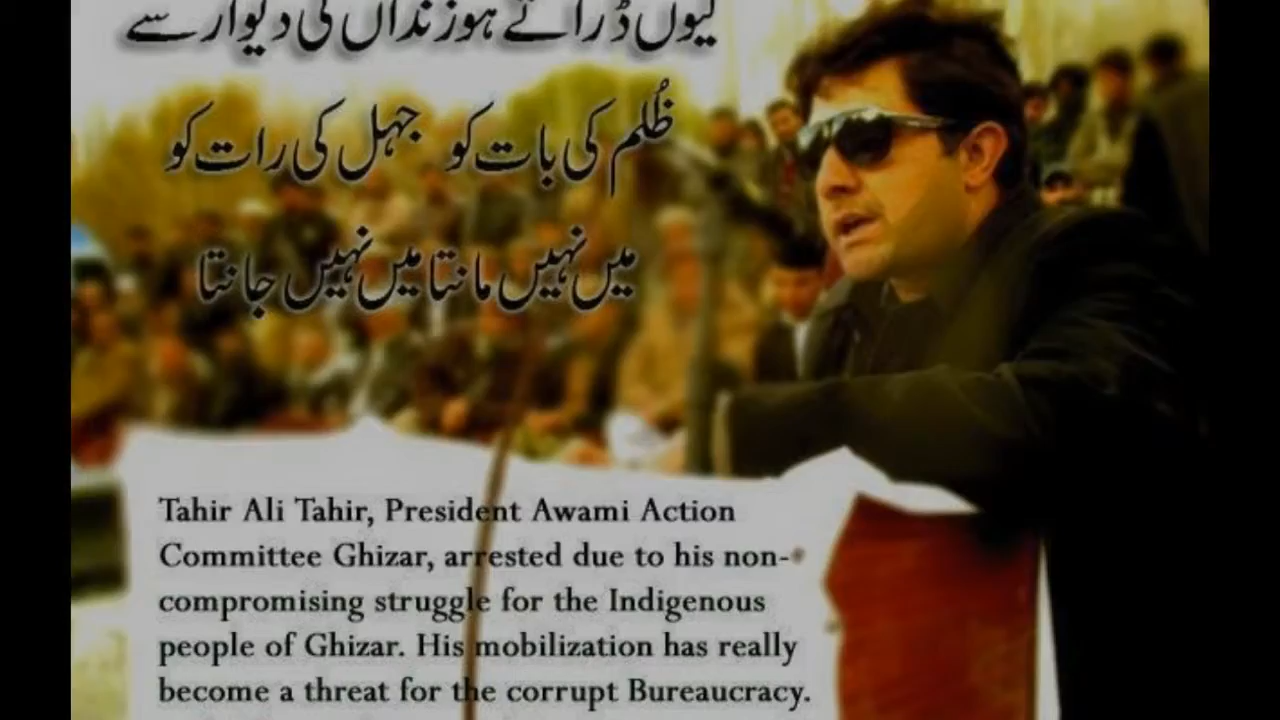 کیوں ڈراتے ہو زنداں کی دیوار سے
ظُلم کی بات کو جہل کی رات کو
میں نہیں مانتا میں نہیں جانتا
Tahir Ali Tahir, President Awami Action
Committee Ghizar, arrested due to his non-
compromising struggle for the Indigenous
people of Ghizar. His mobilization has really
become a threat for the corrupt Bureaucracy.